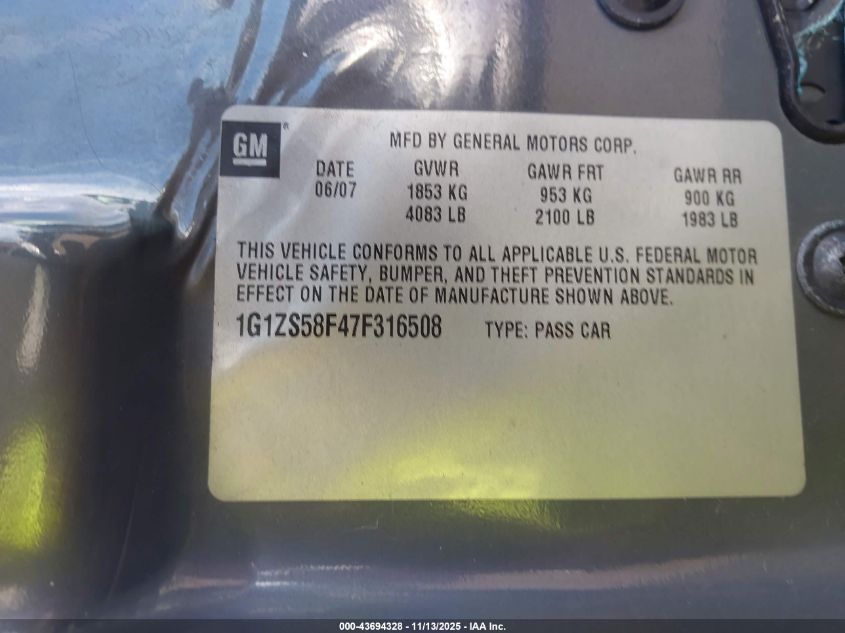 GM® MFD BY GENERAL MOTORS CORP.
DATE GVWR GAWR FRT GAWR RR
06/07 1853 KG 953 KG 900 KG
4083 LB 2100 LB 1983 LB
THIS VEHICLE CONFORMS TO ALL APPLICABLE U.S. FEDERAL MOTOR
VEHICLE SAFETY, BUMPER, AND THEFT PREVENTION STANDARDS IN
EFFECT ON THE DATE OF MANUFACTURE SHOWN ABOVE.
1G1ZS58F47F316508 TYPE: PASS CAR
000-43694328 - 11/13/2025 - IAA Inc.